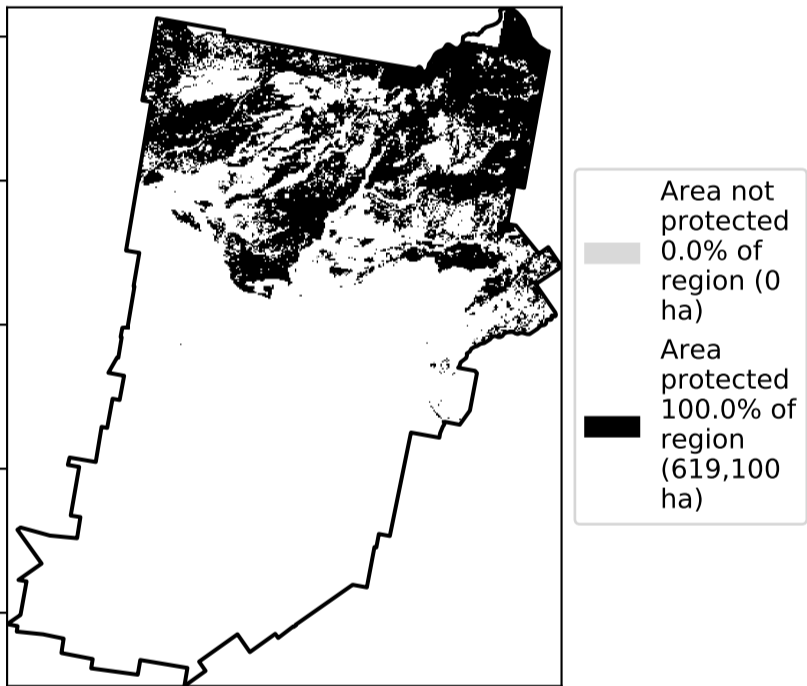 Area not
protected
0.0% of
region (0
ha)
Area
protected
100.0% of
region
(619,100
ha)